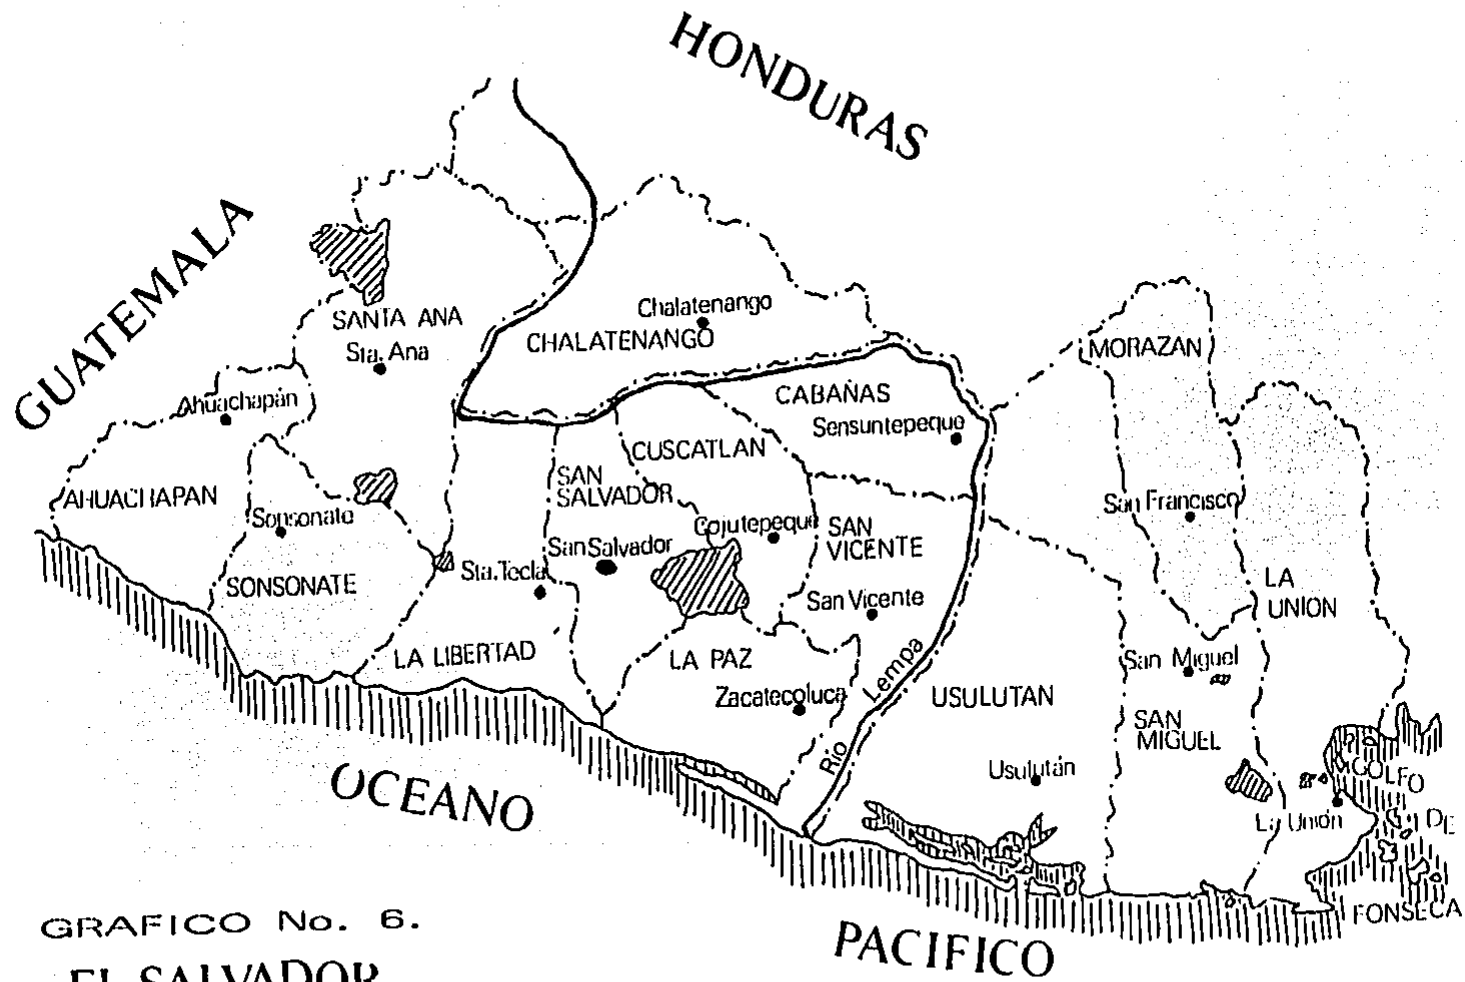 HONDURAS
GUATEMALA
SANTA ANA
Sta. Ana
Chalatenango
CHALATENANGO
MORAZAN
Ahuachapán
CABAÑAS
Sensuntepeque
CUSCATLAN
AHUACHAPAN
SAN
SALVADOR
Sonsonate
San Francisco
Cojutepeque
SAN
VICENTE
San Salvador
Sta. Tecla
SONSONATE
San Vicente
LA
UNION
LA LIBERTAD
LA PAZ
Zacatecoluca
Rio Lempa
USULUTAN
San Miguel
SAN
MIGUEL
Usulután
GOLFO
DE
FONSECA
La Unión
OCEANO
PACIFICO
GRAFICO No. 6.
EL SALVADOR